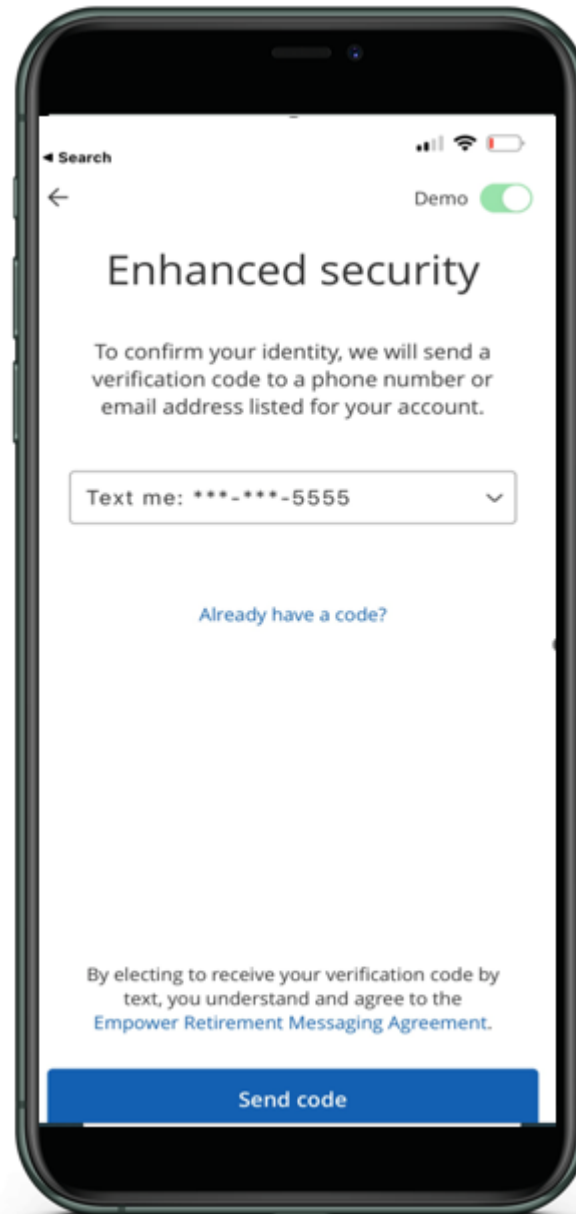 ◄ Search
Demo
Enhanced security
To confirm your identity, we will send a
verification code to a phone number or
email address listed for your account.
Text me: ***-***-5555
Already have a code?
By electing to receive your verification code by
text, you understand and agree to the
Empower Retirement Messaging Agreement.
Send code